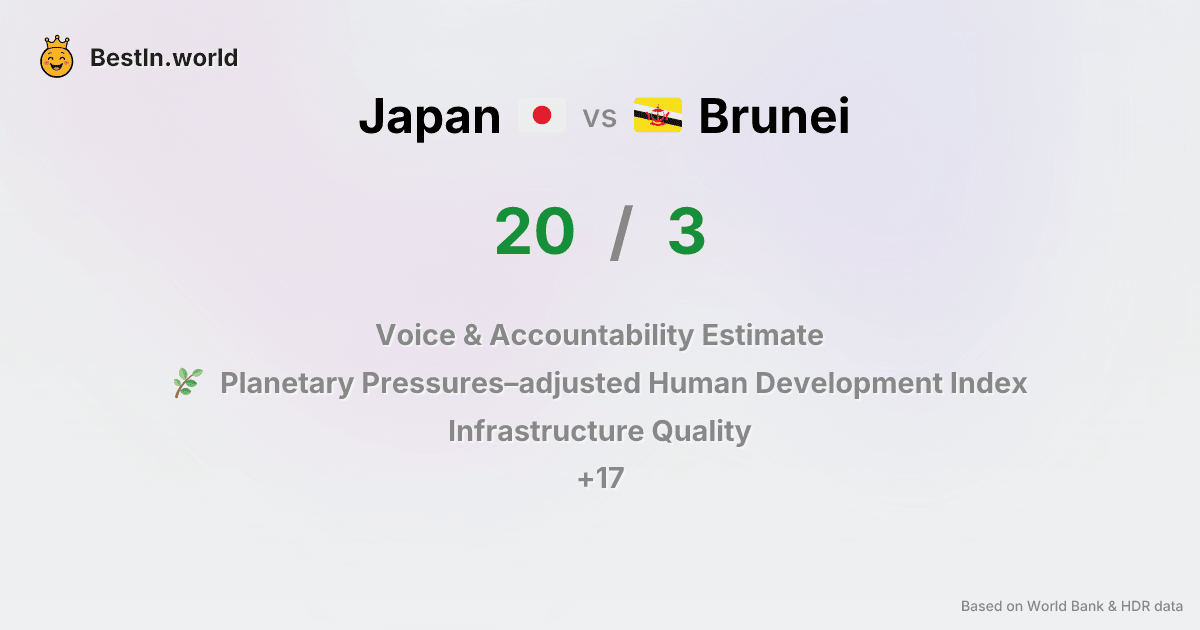 BestIn.world
Japan vs Brunei
20 / 3
Voice & Accountability Estimate
Planetary Pressures–adjusted Human Development Index
Infrastructure Quality
+17
Based on World Bank & HDR data